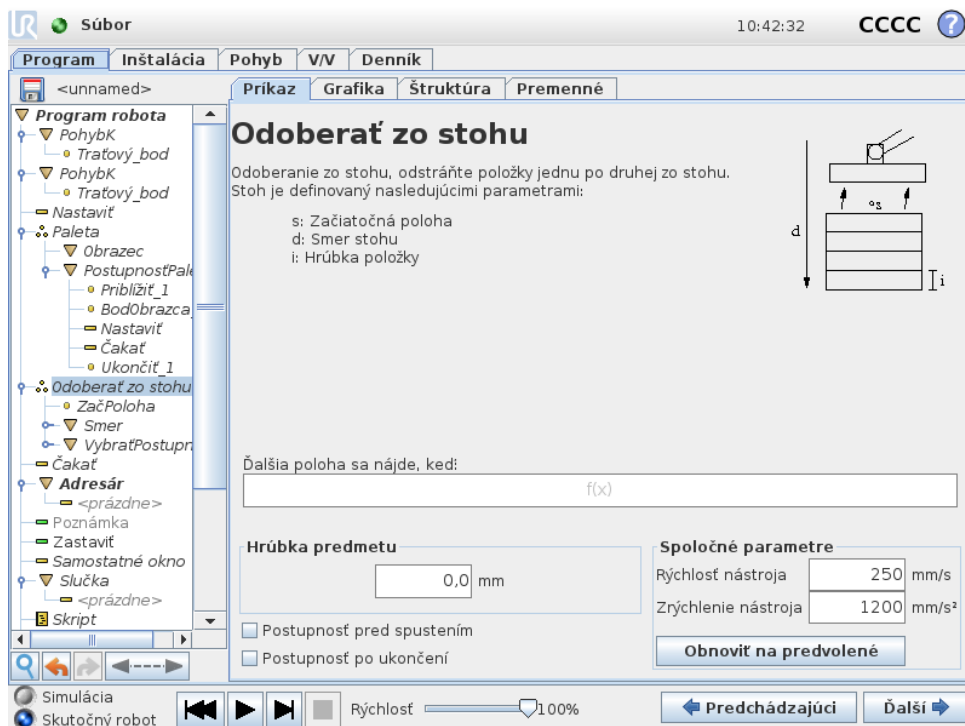 UR Súbor 10:42:32 CCCC ?
Program Inštalácia Pohyb V/V Denník
<unnamed>
Príkaz Grafika Štruktúra Premenné
Program robota
PohybK
Traťový_bod
PohybK
Traťový_bod
Nastaviť
Paleta
Obrazec
PostupnosťPale
Priblížiť_1
BodObrazca
Nastaviť
Čakať
Ukončiť_1
Odoberať zo stohu
ZačPoloha
Smer
VybraťPostupn
Čakať
Adresár
<prázdne>
Poznámka
Zastaviť
Samostatné okno
Slučka
<prázdne>
Skript
Odoberať zo stohu
Odoberanie zo stohu, odstráňte položky jednu po druhej zo stohu.
Stoh je definovaný nasledujúcimi parametrami:
s: Začiatočná poloha
d: Smer stohu
i: Hrúbka položky
s
d
i
Ďalšia poloha sa nájde, keď:
f(x)
Hrúbka predmetu
0,0 mm
Postupnosť pred spustením
Postupnosť po ukončení
Spoločné parametre
Rýchlosť nástroja 250 mm/s
Zrýchlenie nástroja 1200 mm/s²
Obnoviť na predvolené
Simulácia
Skutočný robot
Rýchlosť 100%
Predchádzajúci Ďalší